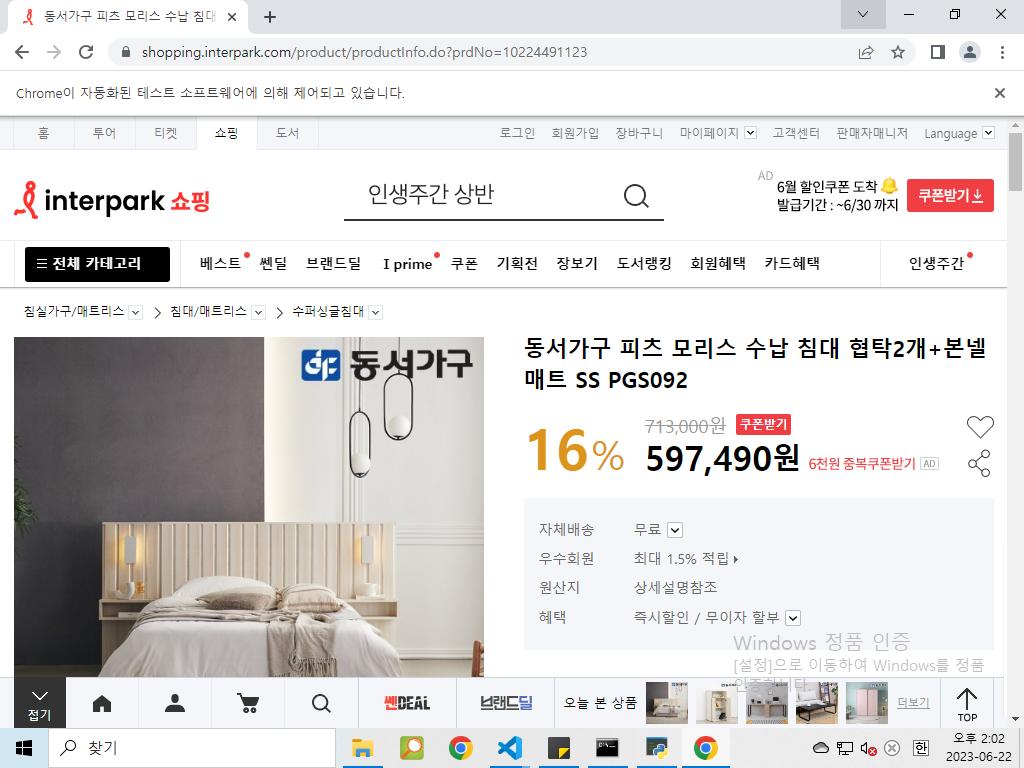 동서가구 피츠 모리스 수납 침대
shopping.interpark.com/product/productInfo.do?prdNo=10224491123
Chrome이 자동화된 테스트 소프트웨어에 의해 제어되고 있습니다.
홈 투어 티켓 쇼핑 도서 로그인 회원가입 장바구니 마이페이지 고객센터 판매자매니저 Language
interpark 쇼핑
인생주간 상반
AD
6월 할인쿠폰 도착
발급기간 : ~6/30 까지
쿠폰받기
전체 카테고리 베스트 쎈딜 브랜드딜 I prime 쿠폰 기획전 장보기 도서랭킹 회원혜택 카드혜택 인생주간
침실가구/매트리스 > 침대/매트리스 > 수퍼싱글침대
동서가구
동서가구 피츠 모리스 수납 침대 협탁2개+본넬
매트 SS PGS092
16%
713,000원 쿠폰받기
597,490원 6천원 중복쿠폰받기 AD
자체배송 무료
우수회원 최대 1.5% 적립
원산지 상세설명참조
혜택 즉시할인 / 무이자 할부
Windows 정품 인증
[설정]으로 이동하여 Windows를 정품
인증합니다.
접기
쎈DEAL
브랜드딜
오늘 본 상품
더보기
TOP
찾기
한
오후 2:02
2023-06-22